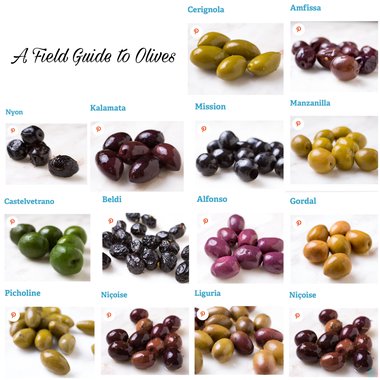 Cerignola
Amfissa
A Field Guide to Olives
Nyon
Kalamata
Mission
Manzanilla
Castelvetrano
Beldi
Alfonso
Gordal
Picholine
Niçoise
Liguria
Niçoise